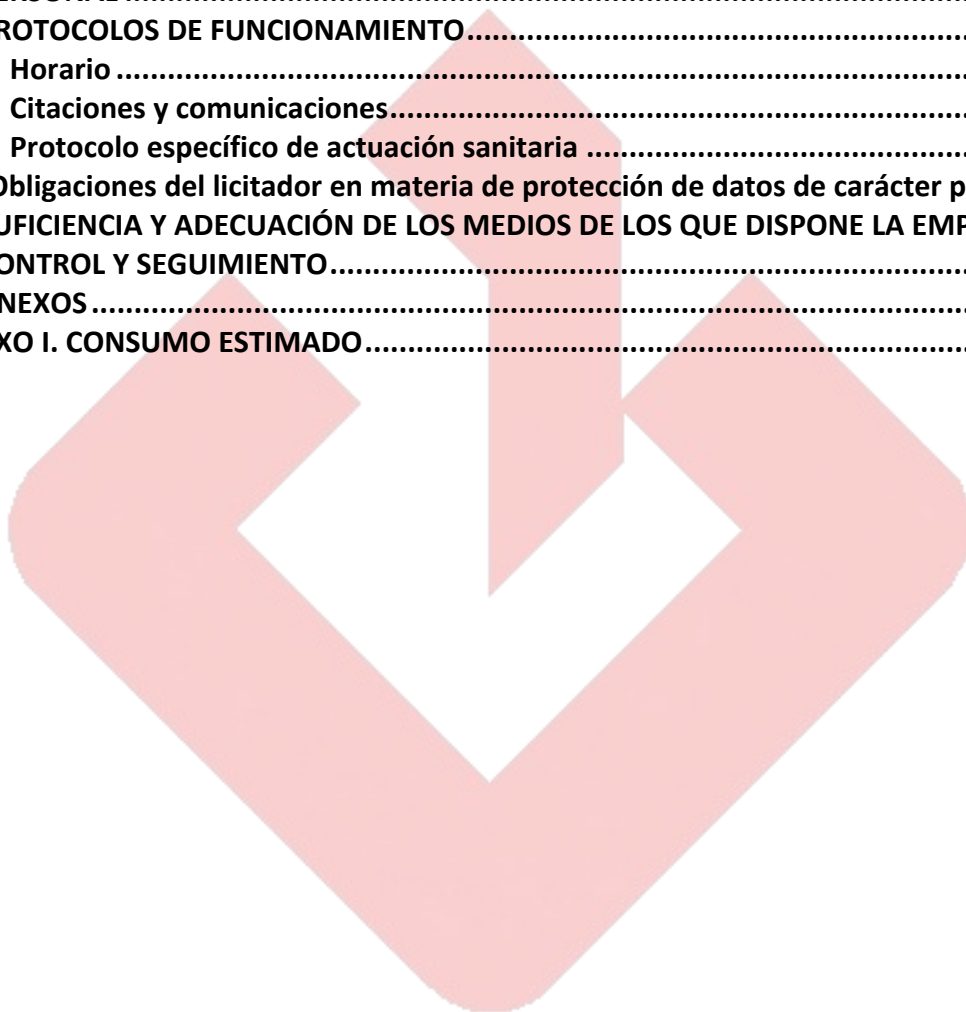 ROTOCOLOS DE FUNCIONAMIENTO
Horario
Citaciones y comunicaciones
Protocolo específico de actuación sanitaria
Obligaciones del licitador en materia de protección de datos de carácter p
UFICIENCIA Y ADECUACIÓN DE LOS MEDIOS DE LOS QUE DISPONE LA EMP
ONTROL Y SEGUIMIENTO
NEXOS
XO I. CONSUMO ESTIMADO